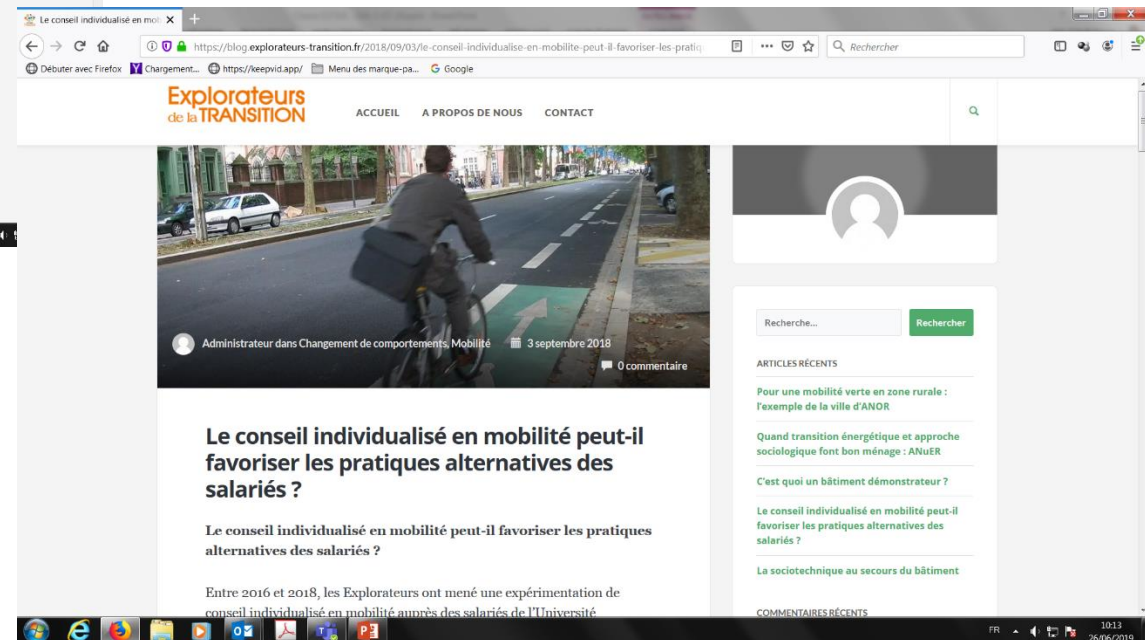 Le conseil individualisé en mob
https://blog.explorateurs-transition.fr/2018/09/03/le-conseil-individualise-en-mobilite-peut-il-favoriser-les-pratiq
Rechercher
Débuter avec Firefox
Chargement...
https://keepvid.app/
Menu des marque-pa...
Google
Explorateurs
de la TRANSITION
ACCUEIL
A PROPOS DE NOUS
CONTACT
Administrateur dans Changement de comportements, Mobilité
3 septembre 2018
0 commentaire
Le conseil individualisé en mobilité peut-il
favoriser les pratiques alternatives des
salariés ?
Le conseil individualisé en mobilité peut-il favoriser les pratiques
alternatives des salariés ?
Entre 2016 et 2018, les Explorateurs ont mené une expérimentation de
conseil individualisé en mobilité auprès des salariés de l'Université
Recherche...
Rechercher
ARTICLES RÉCENTS
Pour une mobilité verte en zone rurale :
l'exemple de la ville d'ANOR
Quand transition énergétique et approche
sociologique font bon ménage : ANuER
C'est quoi un bâtiment démonstrateur ?
Le conseil individualisé en mobilité peut-il
favoriser les pratiques alternatives des
salariés ?
La sociotechnique au secours du bâtiment
COMMENTAIRES RÉCENTS
FR
10:13
26/06/2019